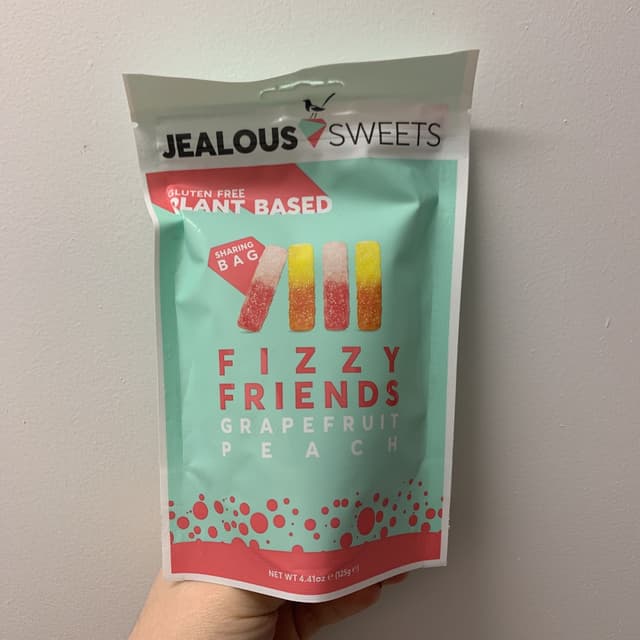 JEALOUS SWEETS
GLUTEN FREE
PLANT BASED
SHARING
BAG
FIZZY
FRIENDS
GRAPEFRUIT
PEACH
NET WT 4.41oz ℮ (125g ℮)